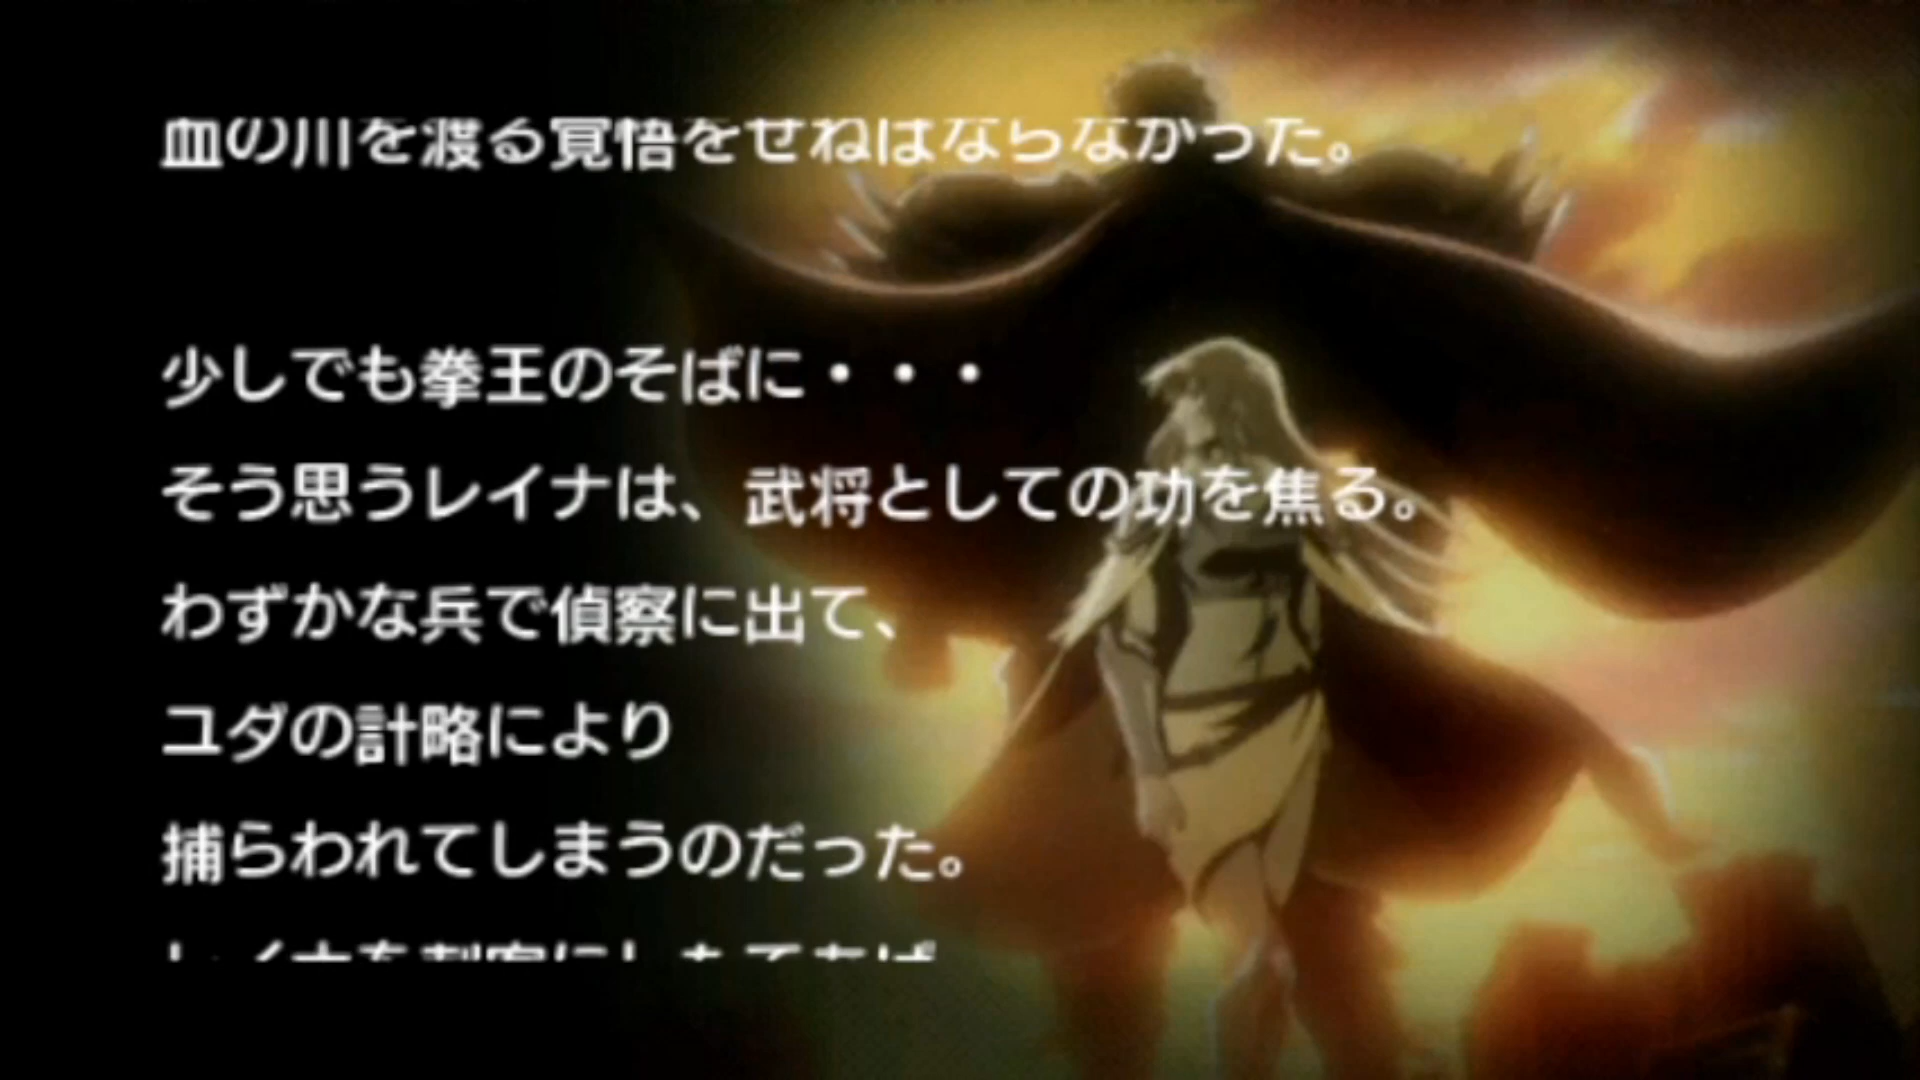 血の川を渡る覚悟をせねばならなかった。
少しでも拳王のそばに・・・
そう思うレイナは、武将としての功を焦る。
わずかな兵で偵察に出て、
ユダの計略により
捕らわれてしまうのだった。